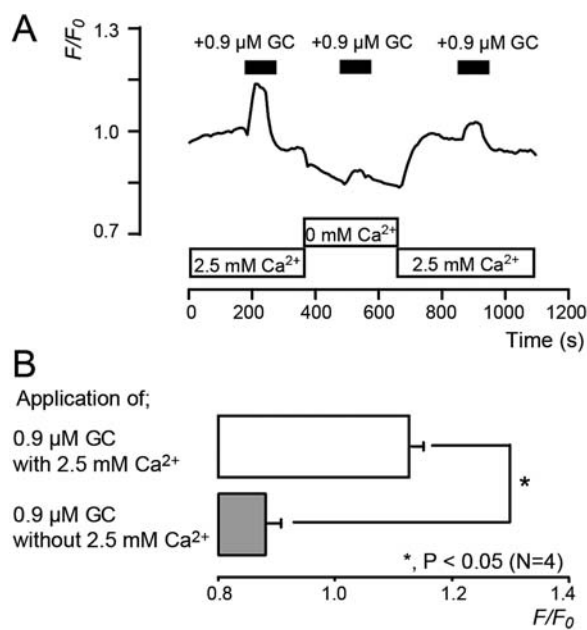 A
F/F0
+0.9 µM GC +0.9 µM GC +0.9 µM GC
1.3
1.0
0.7
0 mM Ca2+
2.5 mM Ca2+ 2.5 mM Ca2+
0 200 400 600 800 1000 1200
Time (s)
B
Application of;
0.9 µM GC
with 2.5 mM Ca2+
*
0.9 µM GC
without 2.5 mM Ca2+
*, P < 0.05 (N=4)
0.8 1.0 1.2 1.4
F/F0